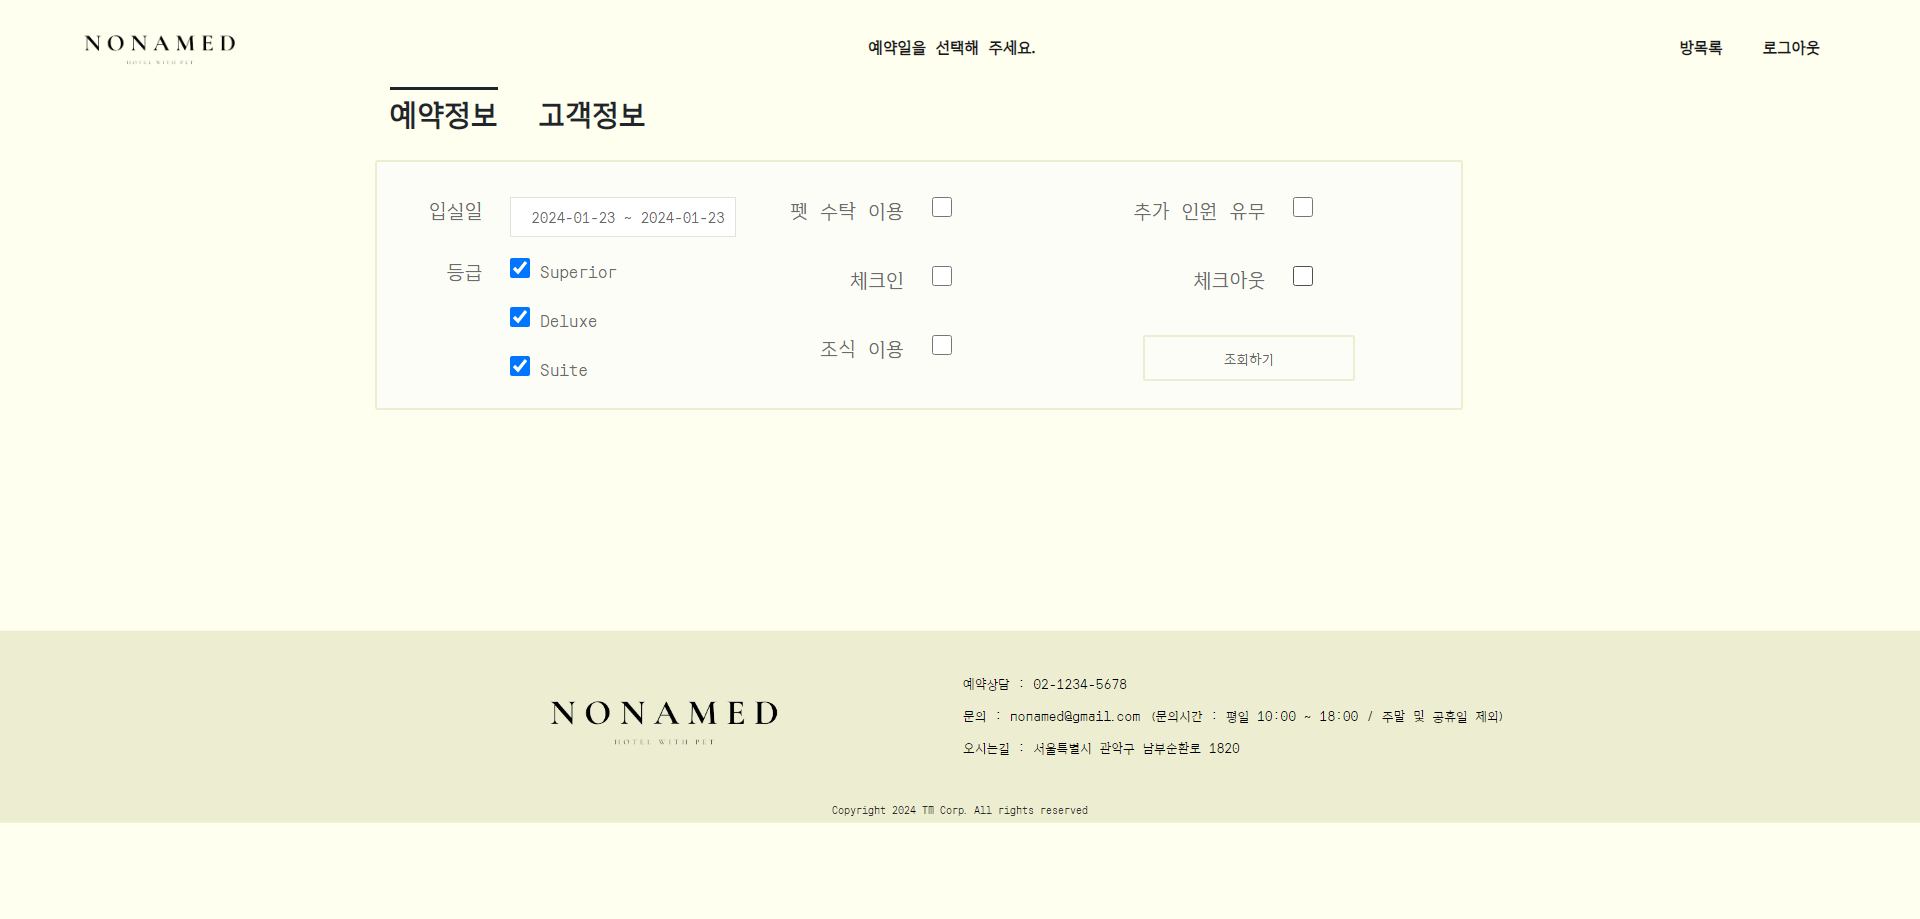 NONAMED
HOTEL WITH PET
예약일을 선택해 주세요.
방목록 로그아웃
예약정보 고객정보
입실일 2024-01-23 ~ 2024-01-23 펫 수탁 이용 추가 인원 유무
등급 Superior 체크인 체크아웃
Deluxe
조식 이용 조회하기
Suite
NONAMED
HOTEL WITH PET
예약상담 : 02-1234-5678
문의 : nonamed@gmail.com (문의시간 : 평일 10:00 ~ 18:00 / 주말 및 공휴일 제외)
오시는길 : 서울특별시 관악구 남부순환로 1820
Copyright 2024 TM Corp. All rights reserved